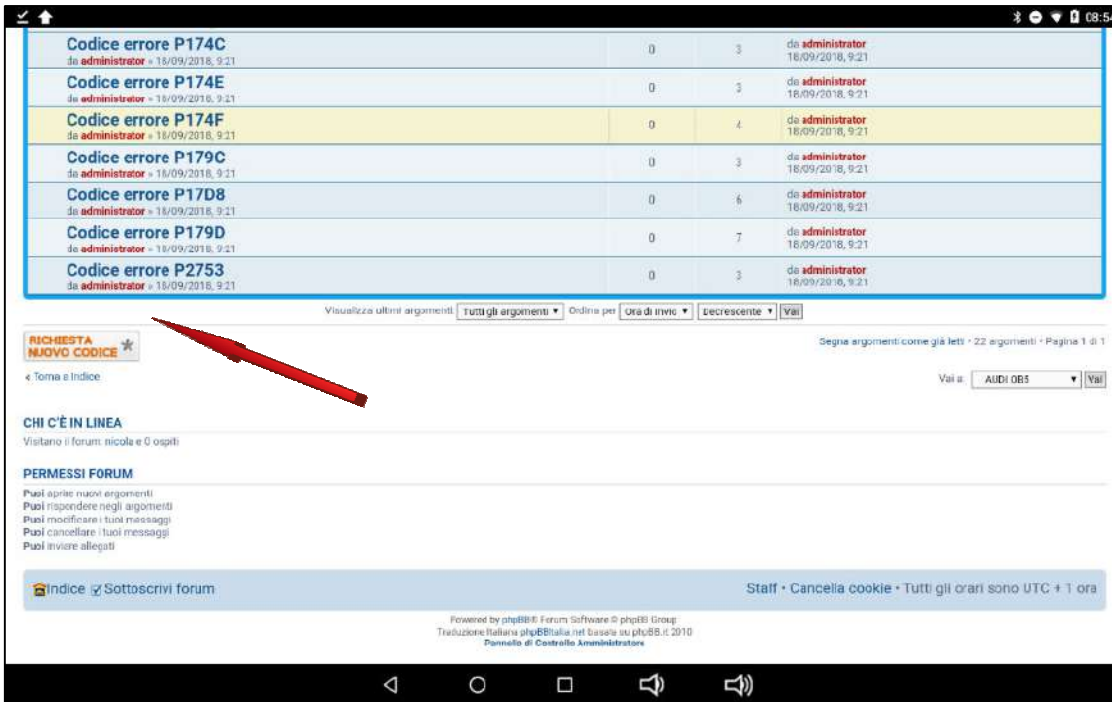 08:54
Codice errore P174C
0 3 da administrator
da administrator » 18/09/2018, 9:21 18/09/2018, 9:21
Codice errore P174E
0 3 da administrator
da administrator » 18/09/2018, 9:21 18/09/2018, 9:21
Codice errore P174F
0 4 da administrator
da administrator » 18/09/2018, 9:21 18/09/2018, 9:21
Codice errore P179C
0 3 da administrator
da administrator » 18/09/2018, 9:21 18/09/2018, 9:21
Codice errore P17D8
0 6 da administrator
da administrator » 18/09/2018, 9:21 18/09/2018, 9:21
Codice errore P179D
0 7 da administrator
da administrator » 18/09/2018, 9:21 18/09/2018, 9:21
Codice errore P2753
0 3 da administrator
da administrator » 18/09/2018, 9:21 18/09/2018, 9:21
Visualizza ultimi argomenti: Tutti gli argomenti Ordina per Ora di invio Decrescente Vai
RICHIESTA
NUOVO CODICE
Segna argomenti come già letti • 22 argomenti • Pagina 1 di 1
Torna a Indice
Vai a: AUDI 0B5 Vai
CHI C'È IN LINEA
Visitano il forum: nicola e 0 ospiti
PERMESSI FORUM
Puoi aprire nuovi argomenti
Puoi rispondere negli argomenti
Puoi modificare i tuoi messaggi
Puoi cancellare i tuoi messaggi
Puoi inviare allegati
Indice Sottoscrivi forum
Staff • Cancella cookie • Tutti gli orari sono UTC + 1 ora
Powered by phpBB® Forum Software © phpBB Group
Traduzione Italiana phpBBItalia.net basata su phpBB.it 2010
Pannello di Controllo Amministratore